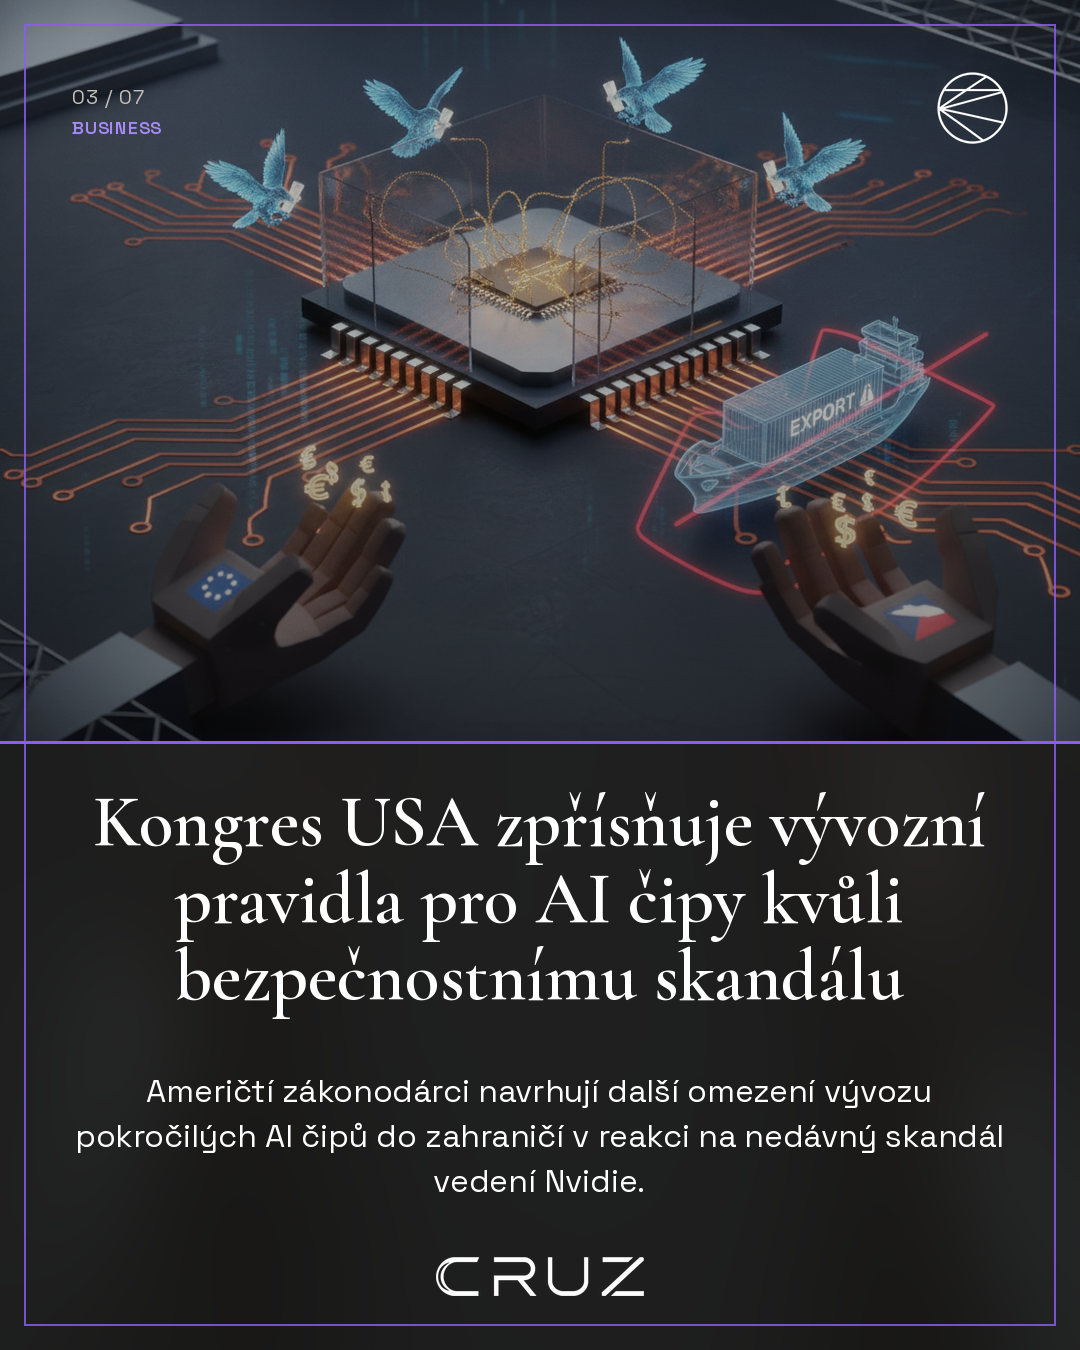 03 / 07
BUSINESS
EXPORT
Kongres USA zpřísňuje vývozní
pravidla pro AI čipy kvůli
bezpečnostnímu skandálu
Američtí zákonodárci navrhují další omezení vývozu
pokročilých AI čipů do zahraničí v reakci na nedávný skandál
vedení Nvidie.
CRUZ